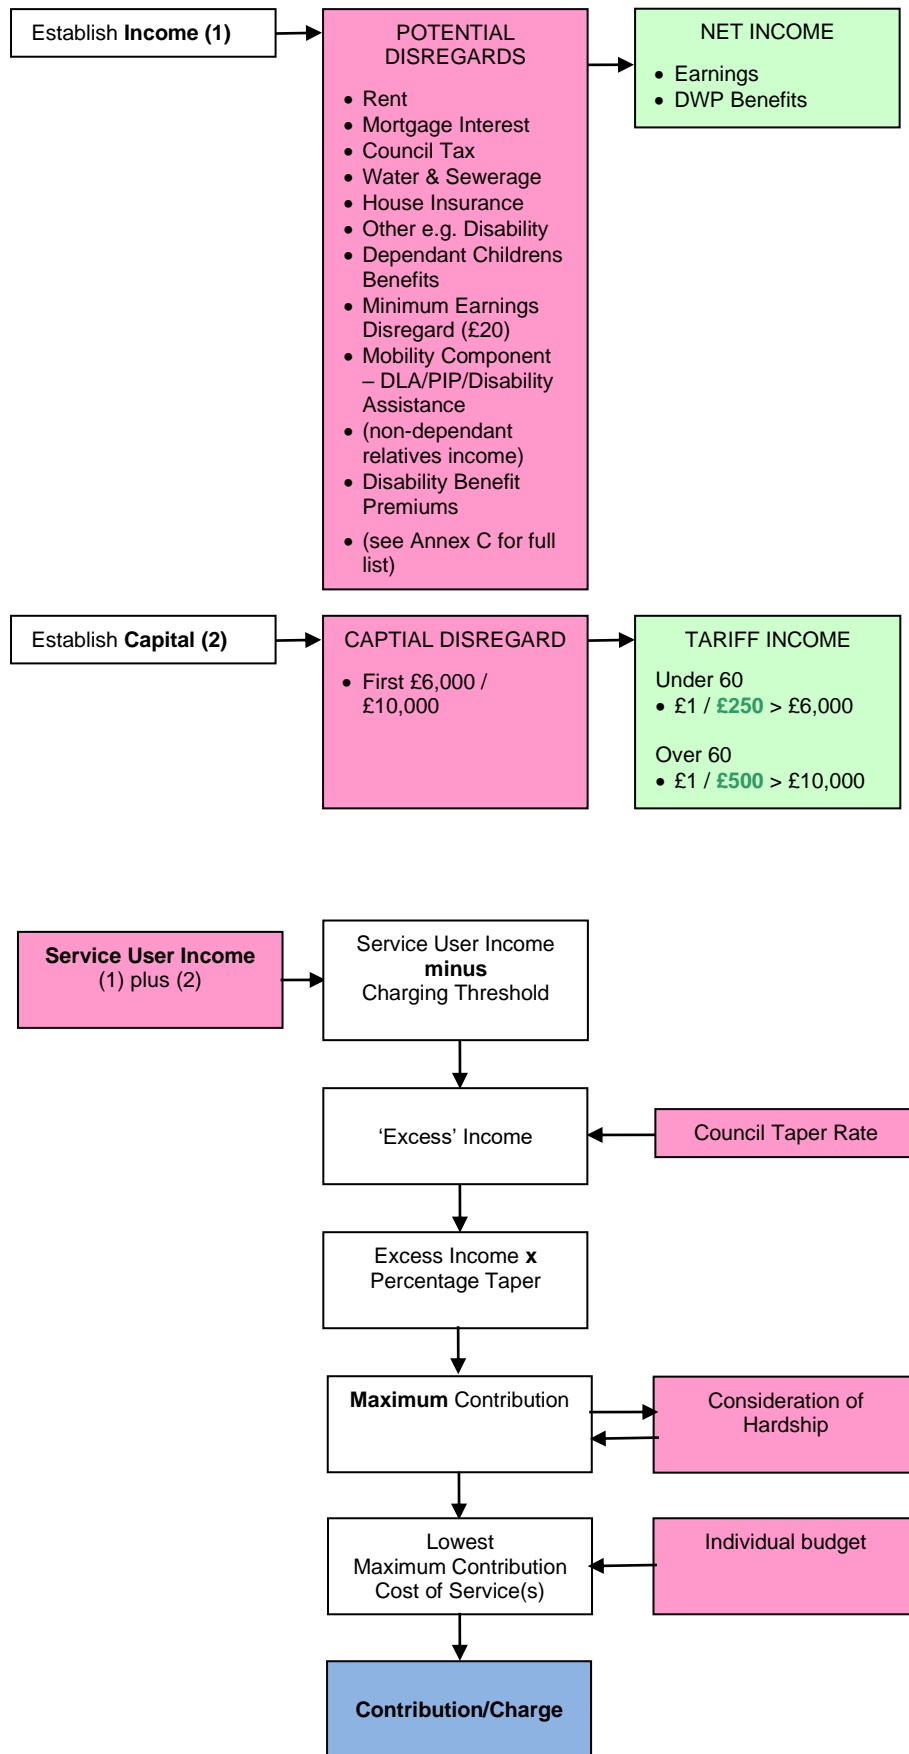 Establish Income (1)
POTENTIAL
DISREGARDS
• Rent
• Mortgage Interest
• Council Tax
• Water & Sewerage
• House Insurance
• Other e.g. Disability
• Dependant Childrens
Benefits
• Minimum Earnings
Disregard (£20)
• Mobility Component
– DLA/PIP/Disability
Assistance
• (non-dependant
relatives income)
• Disability Benefit
Premiums
• (see Annex C for full
list)
NET INCOME
• Earnings
• DWP Benefits
Establish Capital (2)
CAPTIAL DISREGARD
• First £6,000 /
£10,000
TARIFF INCOME
Under 60
• £1 / £250 > £6,000
Over 60
• £1 / £500 > £10,000
Service User Income
(1) plus (2)
Service User Income
minus
Charging Threshold
‘Excess’ Income
Council Taper Rate
Excess Income x
Percentage Taper
Maximum Contribution
Consideration of
Hardship
Lowest
Maximum Contribution
Cost of Service(s)
Individual budget
Contribution/Charge